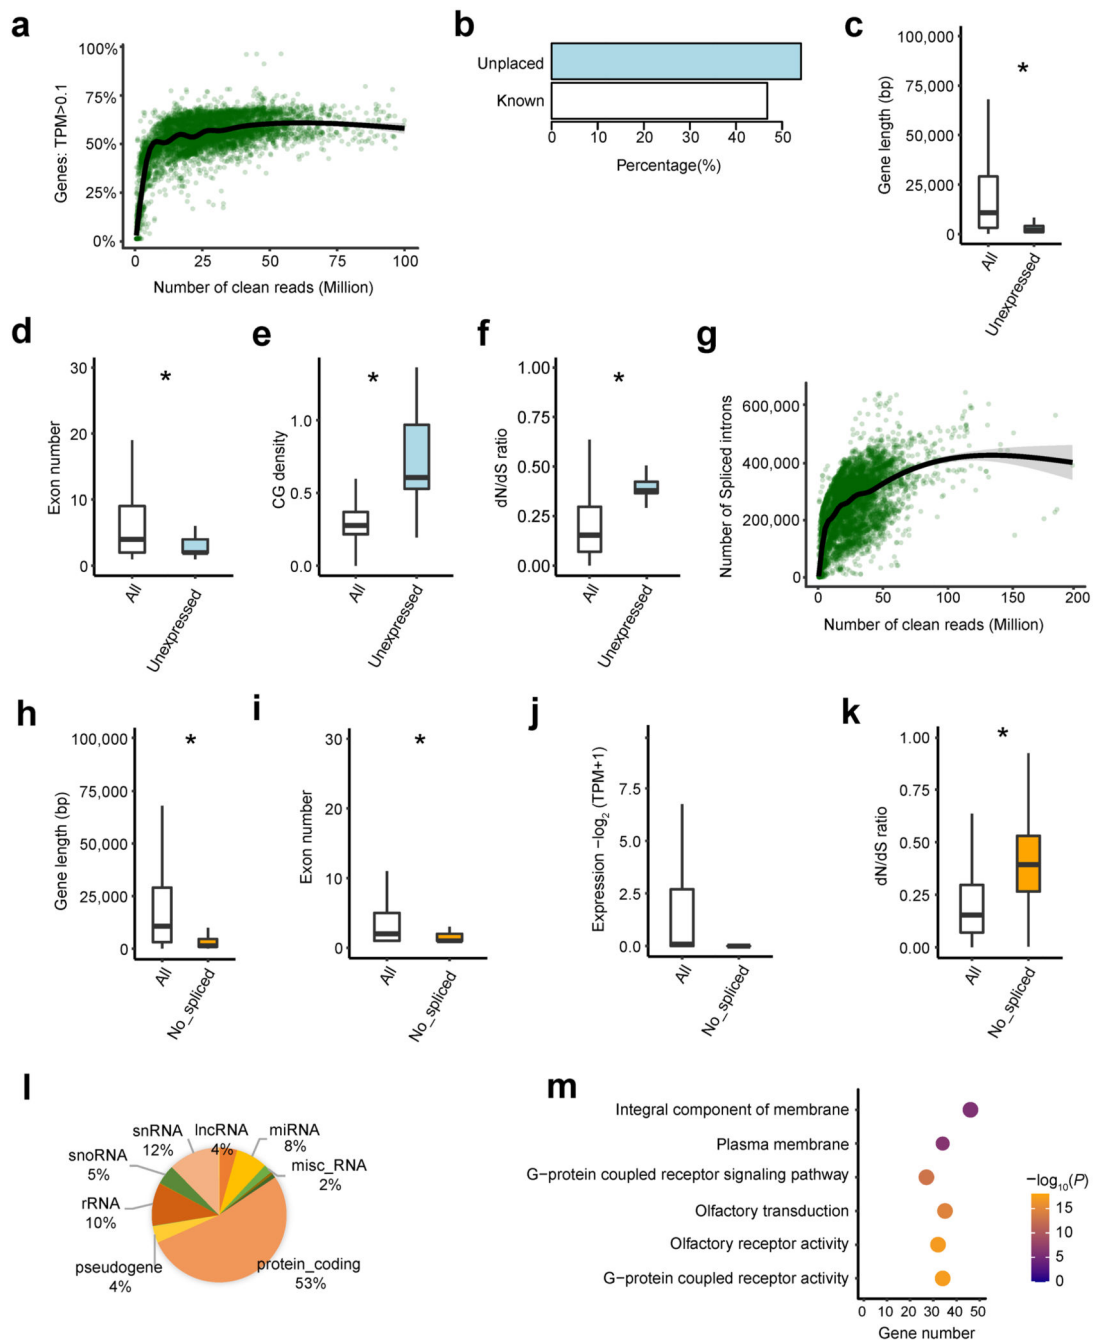 a
100%
75%
50%
25%
0%
Genes: TPM>0.1
0 25 50 75 100
Number of clean reads (Million)
b
Unplaced
Known
0 10 20 30 40 50
Percentage(%)
c
100,000
75,000
50,000
25,000
0
Gene length (bp)
*
All
Unexpressed
d
30
20
10
0
Exon number
*
All
Unexpressed
e
1.0
0.5
0.0
CG density
*
All
Unexpressed
f
1.00
0.75
0.50
0.25
0.00
dN/dS ratio
*
All
Unexpressed
g
600,000
400,000
200,000
0
Number of Spliced introns
0 50 100 150 200
Number of clean reads (Million)
h
100,000
75,000
50,000
25,000
0
Gene length (bp)
*
All
No_spliced
i
30
20
10
0
Exon number
*
All
No_spliced
j
7.5
5.0
2.5
0.0
Expression −log2 (TPM+1)
All
No_spliced
k
1.00
0.75
0.50
0.25
0.00
dN/dS ratio
*
All
No_spliced
l
snRNA
12%
lncRNA
4%
miRNA
8%
misc_RNA
2%
snoRNA
5%
rRNA
10%
pseudogene
4%
protein_coding
53%
m
Integral component of membrane
Plasma membrane
G−protein coupled receptor signaling pathway
Olfactory transduction
Olfactory receptor activity
G−protein coupled receptor activity
0 10 20 30 40 50
Gene number
−log10(P)
15
10
5
0